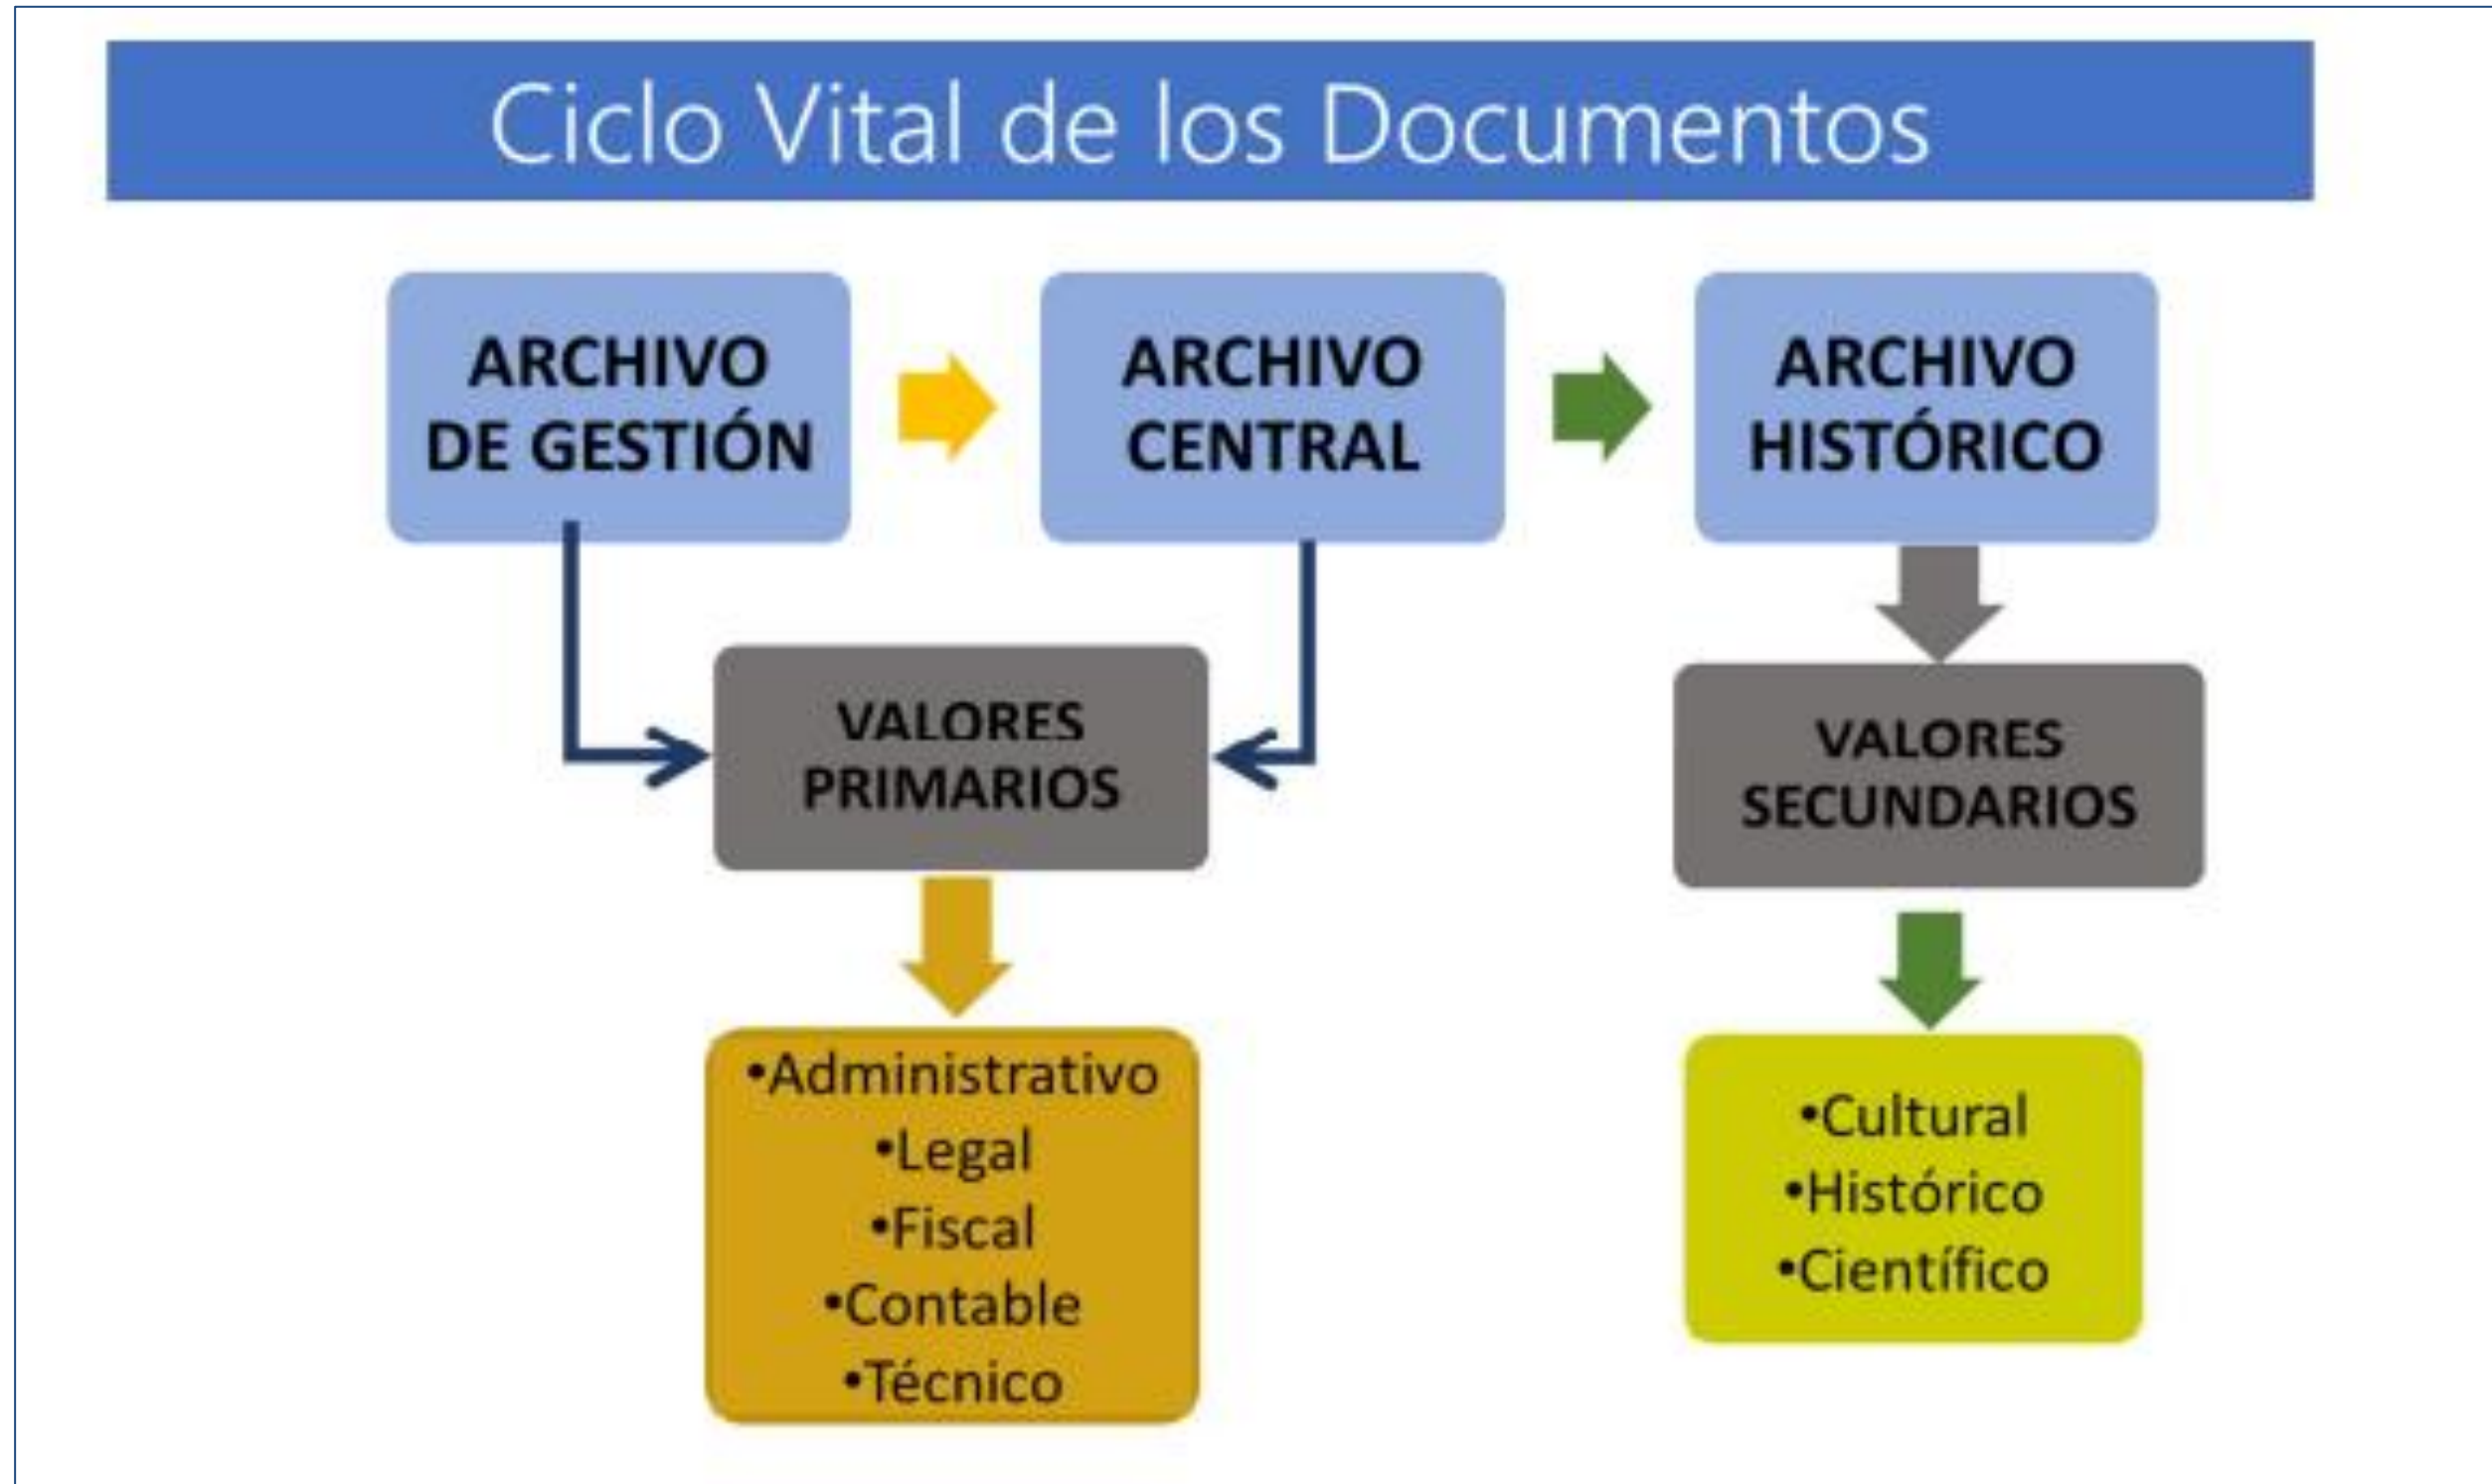 Ciclo Vital de los Documentos
ARCHIVO
DE GESTIÓN
ARCHIVO
CENTRAL
ARCHIVO
HISTÓRICO
VALORES
PRIMARIOS
VALORES
SECUNDARIOS
•Administrativo
•Legal
•Fiscal
•Contable
•Técnico
•Cultural
•Histórico
•Científico